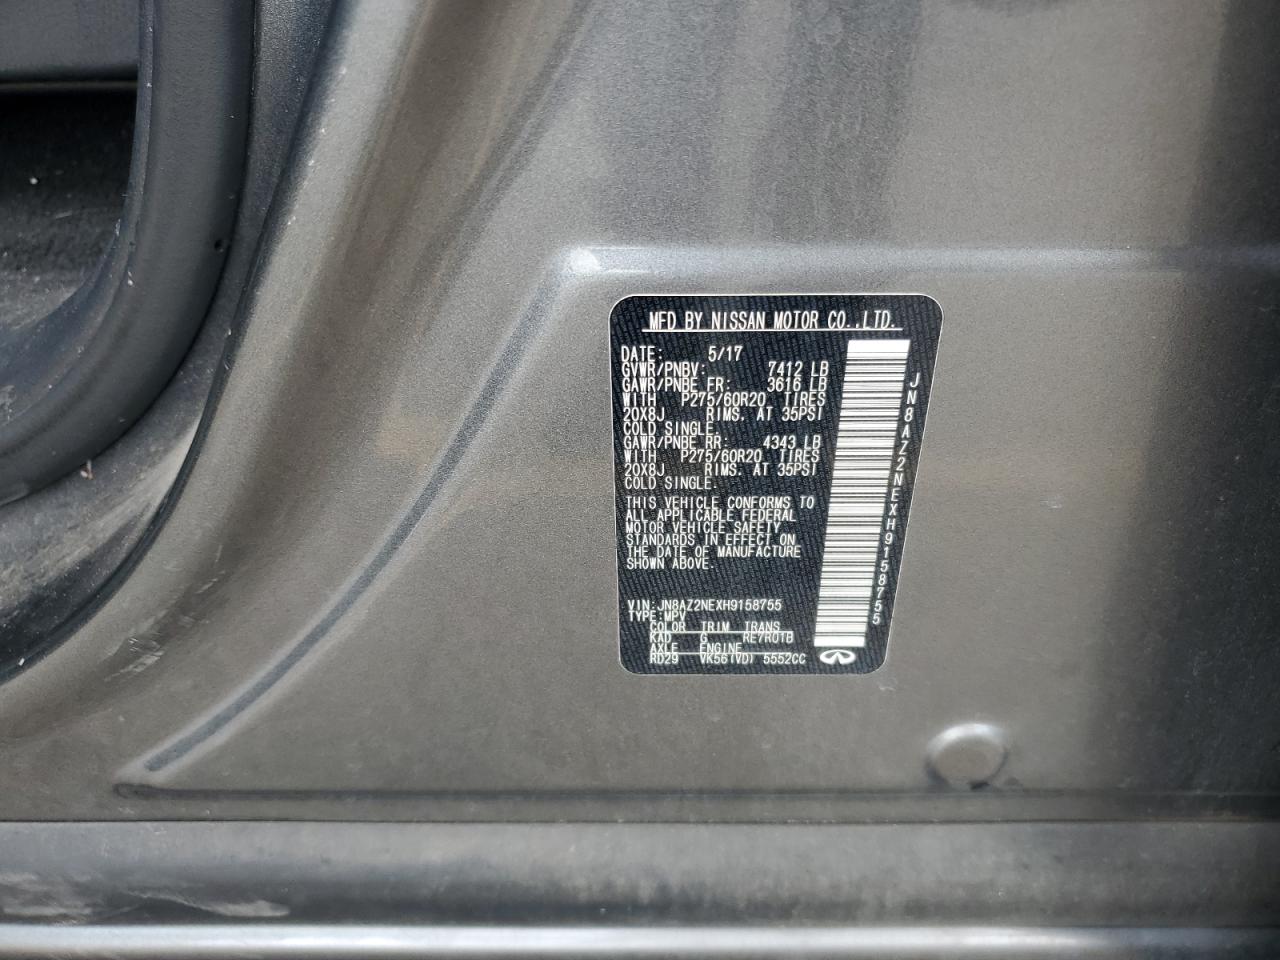 MFD BY NISSAN MOTOR CO.,LTD.
DATE: 5/17
GVWR/PNBV: 7412 LB
GAWR/PNBE FR: 3616 LB
WITH P275/60R20 TIRES
20X8J RIMS, AT 35PSI
COLD SINGLE.
GAWR/PNBE RR: 4343 LB
WITH P275/60R20 TIRES
20X8J RIMS. AT 35PSI
COLD SINGLE.
THIS VEHICLE CONFORMS TO
ALL APPLICABLE FEDERAL
MOTOR VEHICLE SAFETY
STANDARDS IN EFFECT ON
THE DATE OF MANUFACTURE
SHOWN ABOVE.
VIN:JN8AZ2NEXH9158755
TYPE:MPV
COLOR TRIM TRANS
KAD G RE7R01B
AXLE ENGINE
RD29 VK56(VD) 5552CC
JN8AZ2NEXH9158755